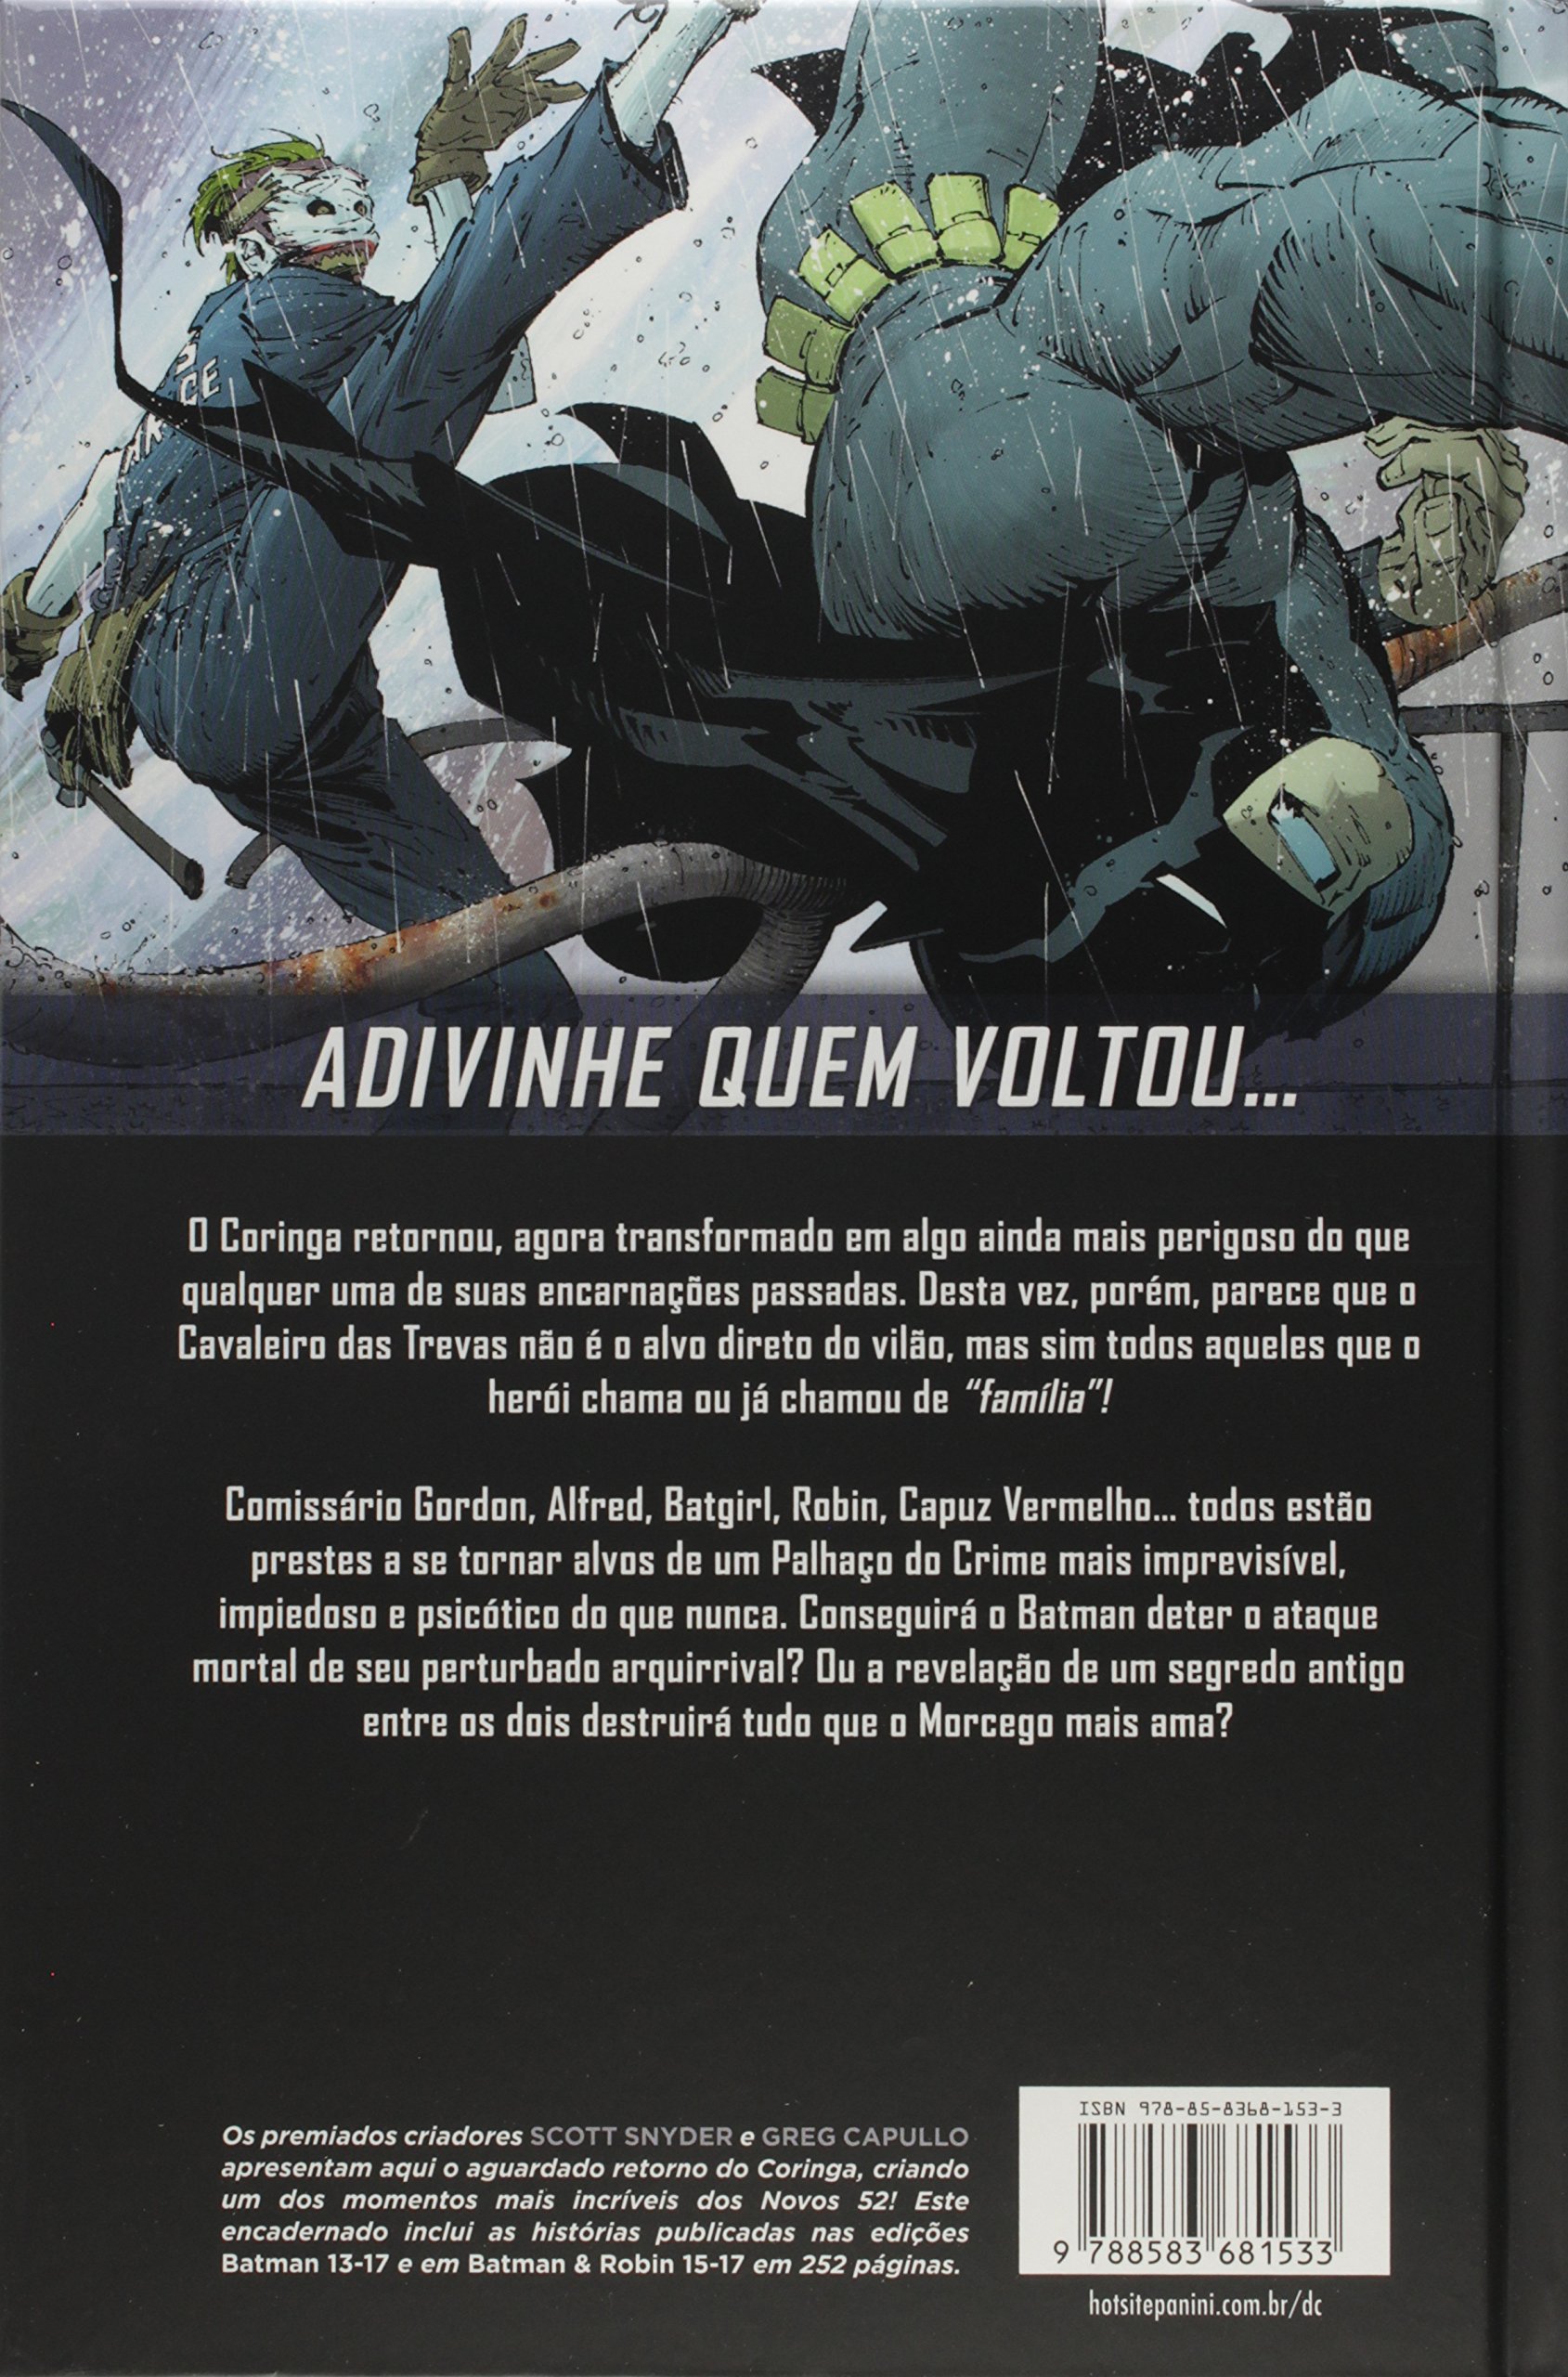 ADIVINHE QUEM VOLTOU...
O Coringa retornou, agora transformado em algo ainda mais perigoso do que
qualquer uma de suas encarnações passadas. Desta vez, porém, parece que o
Cavaleiro das Trevas não é o alvo direto do vilão, mas sim todos aqueles que o
herói chama ou já chamou de “família”!
Comissário Gordon, Alfred, Batgirl, Robin, Capuz Vermelho... todos estão
prestes a se tornar alvos de um Palhaço do Crime mais imprevisível,
impiedoso e psicótico do que nunca. Conseguirá o Batman deter o ataque
mortal de seu perturbado arquirrival? Ou a revelação de um segredo antigo
entre os dois destruirá tudo que o Morcego mais ama?
Os premiados criadores SCOTT SNYDER e GREG CAPULLO
apresentam aqui o aguardado retorno do Coringa, criando
um dos momentos mais incríveis dos Novos 52! Este
encadernado inclui as histórias publicadas nas edições
Batman 13-17 e em Batman & Robin 15-17 em 252 páginas.
ISBN 978-85-8368-153-3
9 788583 681533
hotsitepanini.com.br/dc